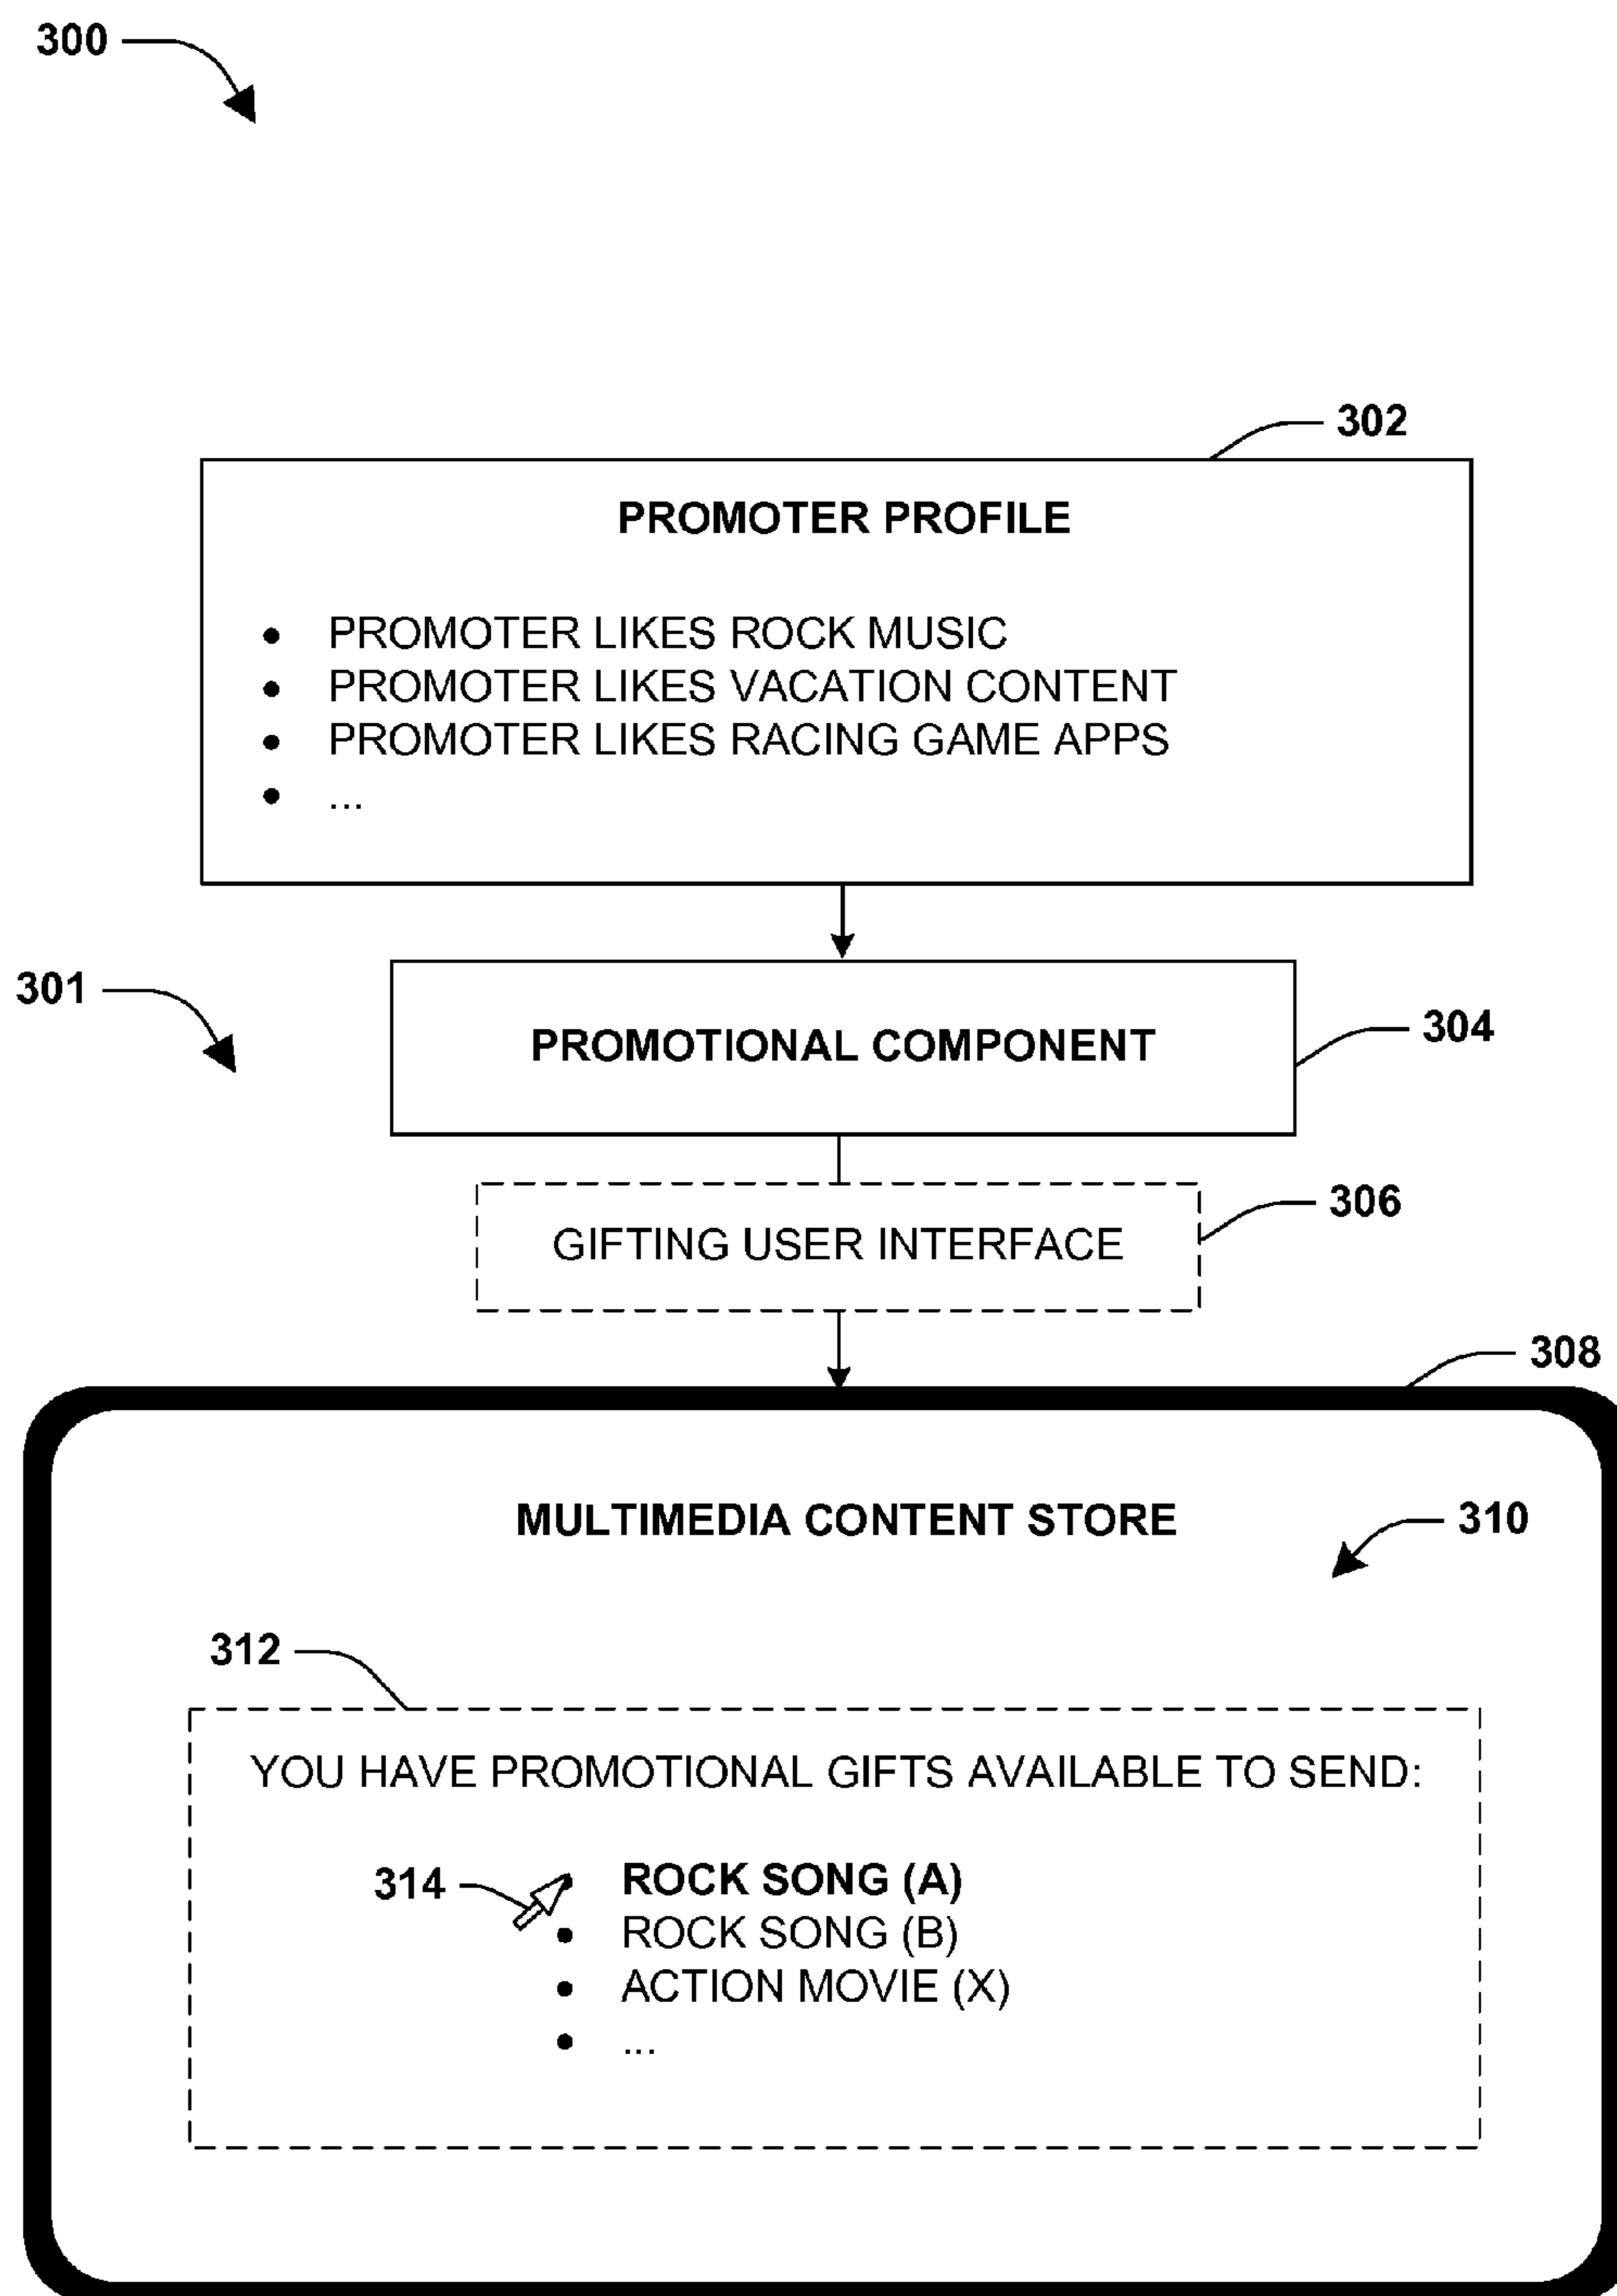 300
302
PROMOTER PROFILE
• PROMOTER LIKES ROCK MUSIC
• PROMOTER LIKES VACATION CONTENT
• PROMOTER LIKES RACING GAME APPS
• ...
301
PROMOTIONAL COMPONENT
304
GIFTING USER INTERFACE
306
308
MULTIMEDIA CONTENT STORE
310
312
YOU HAVE PROMOTIONAL GIFTS AVAILABLE TO SEND:
314
• ROCK SONG (A)
• ROCK SONG (B)
• ACTION MOVIE (X)
• ...